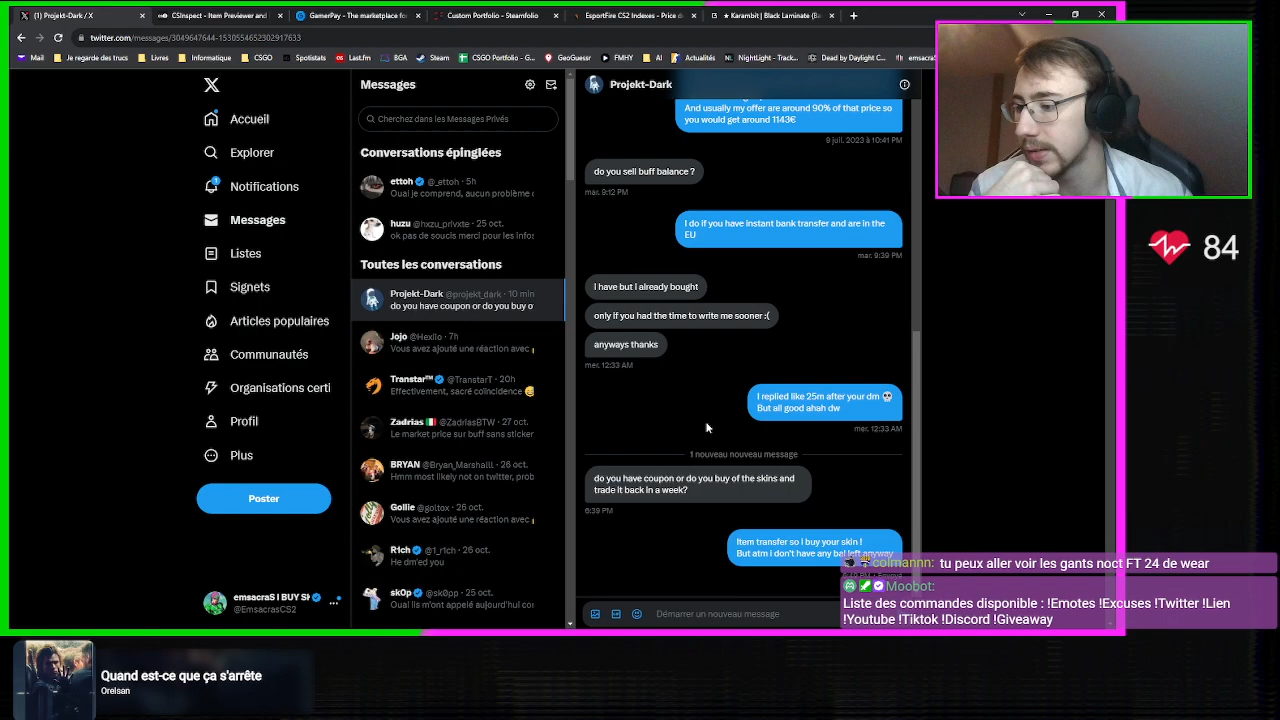 (1) Projekt-Dark / X
CSInspect - Item Previewer and
GamerPay - The marketplace for
Custom Portfolio - Steamfolio
EsportFire CS2 Indexes - Price de
★ Karambit | Black Laminate (Ba
twitter.com/messages/3049647644-1530554652302917633
Mail
Je regarde des trucs
Livres
Informatique
CSGO
Spotistats
Last.fm
BGA
Steam
CSGO Portfolio - G...
GeoGuessr
FMHY
AI
Actualités
NightLight - Track...
Dead by Daylight C...
emsacraS
Accueil
Explorer
Notifications
Messages
Listes
Signets
Articles populaires
Communautés
Organisations certi
Profil
Plus
Poster
emsacraS I BUY SK
@EmsacrasCS2
Messages
Cherchez dans les Messages Privés
Conversations épinglées
ettoh @_ettoh · 5h
Ouai je comprend, aucun problème
huzu @hxzu_privxte · 25 oct.
ok pas de soucis merci pour les infos
Toutes les conversations
Projekt-Dark @projekt_dark · 10 min
do you have coupon or do you buy o
Jojo @Hexllo · 7h
Vous avez ajouté une réaction avec
Transtar™ @TranstarT · 20h
Effectivement, sacré coïncidence 😅
Zadrias 🇮🇹 @ZadriasBTW · 27 oct.
Le market price sur buff sans sticker
BRYAN @Bryan_Marshalll · 26 oct.
Hmm most likely not on twitter, prob
Gollie @goltox · 26 oct.
Vous avez ajouté une réaction avec
R1ch @1_r1ch · 26 oct.
He dm'ed you
sk0p @sk0pp · 25 oct.
Quai ils m'ont appelé aujourd'hui con
Projekt-Dark
And usually my offer are around 90% of that price so
you would get around 1143€
9 juil. 2023 à 10:41 PM
do you sell buff balance ?
mar. 9:12 PM
I do if you have instant bank transfer and are in the
EU
mar. 9:39 PM
I have but I already bought
only if you had the time to write me sooner :(
anyways thanks
mer. 12:33 AM
I replied like 25m after your dm 💀
But all good ahah dw
mer. 12:33 AM
1 nouveau nouveau message
do you have coupon or do you buy of the skins and
trade it back in a week?
6:39 PM
Item transfer so i buy your skin !
But atm i don't have any bal left anyway
Démarrer un nouveau message
84
colmannn: tu peux aller voir les gants noct FT 24 de wear
Moobot:
Liste des commandes disponible : !Emotes !Excuses !Twitter !Lien
!Youtube !Tiktok !Discord !Giveaway
Quand est-ce que ça s'arrête
Orelsan